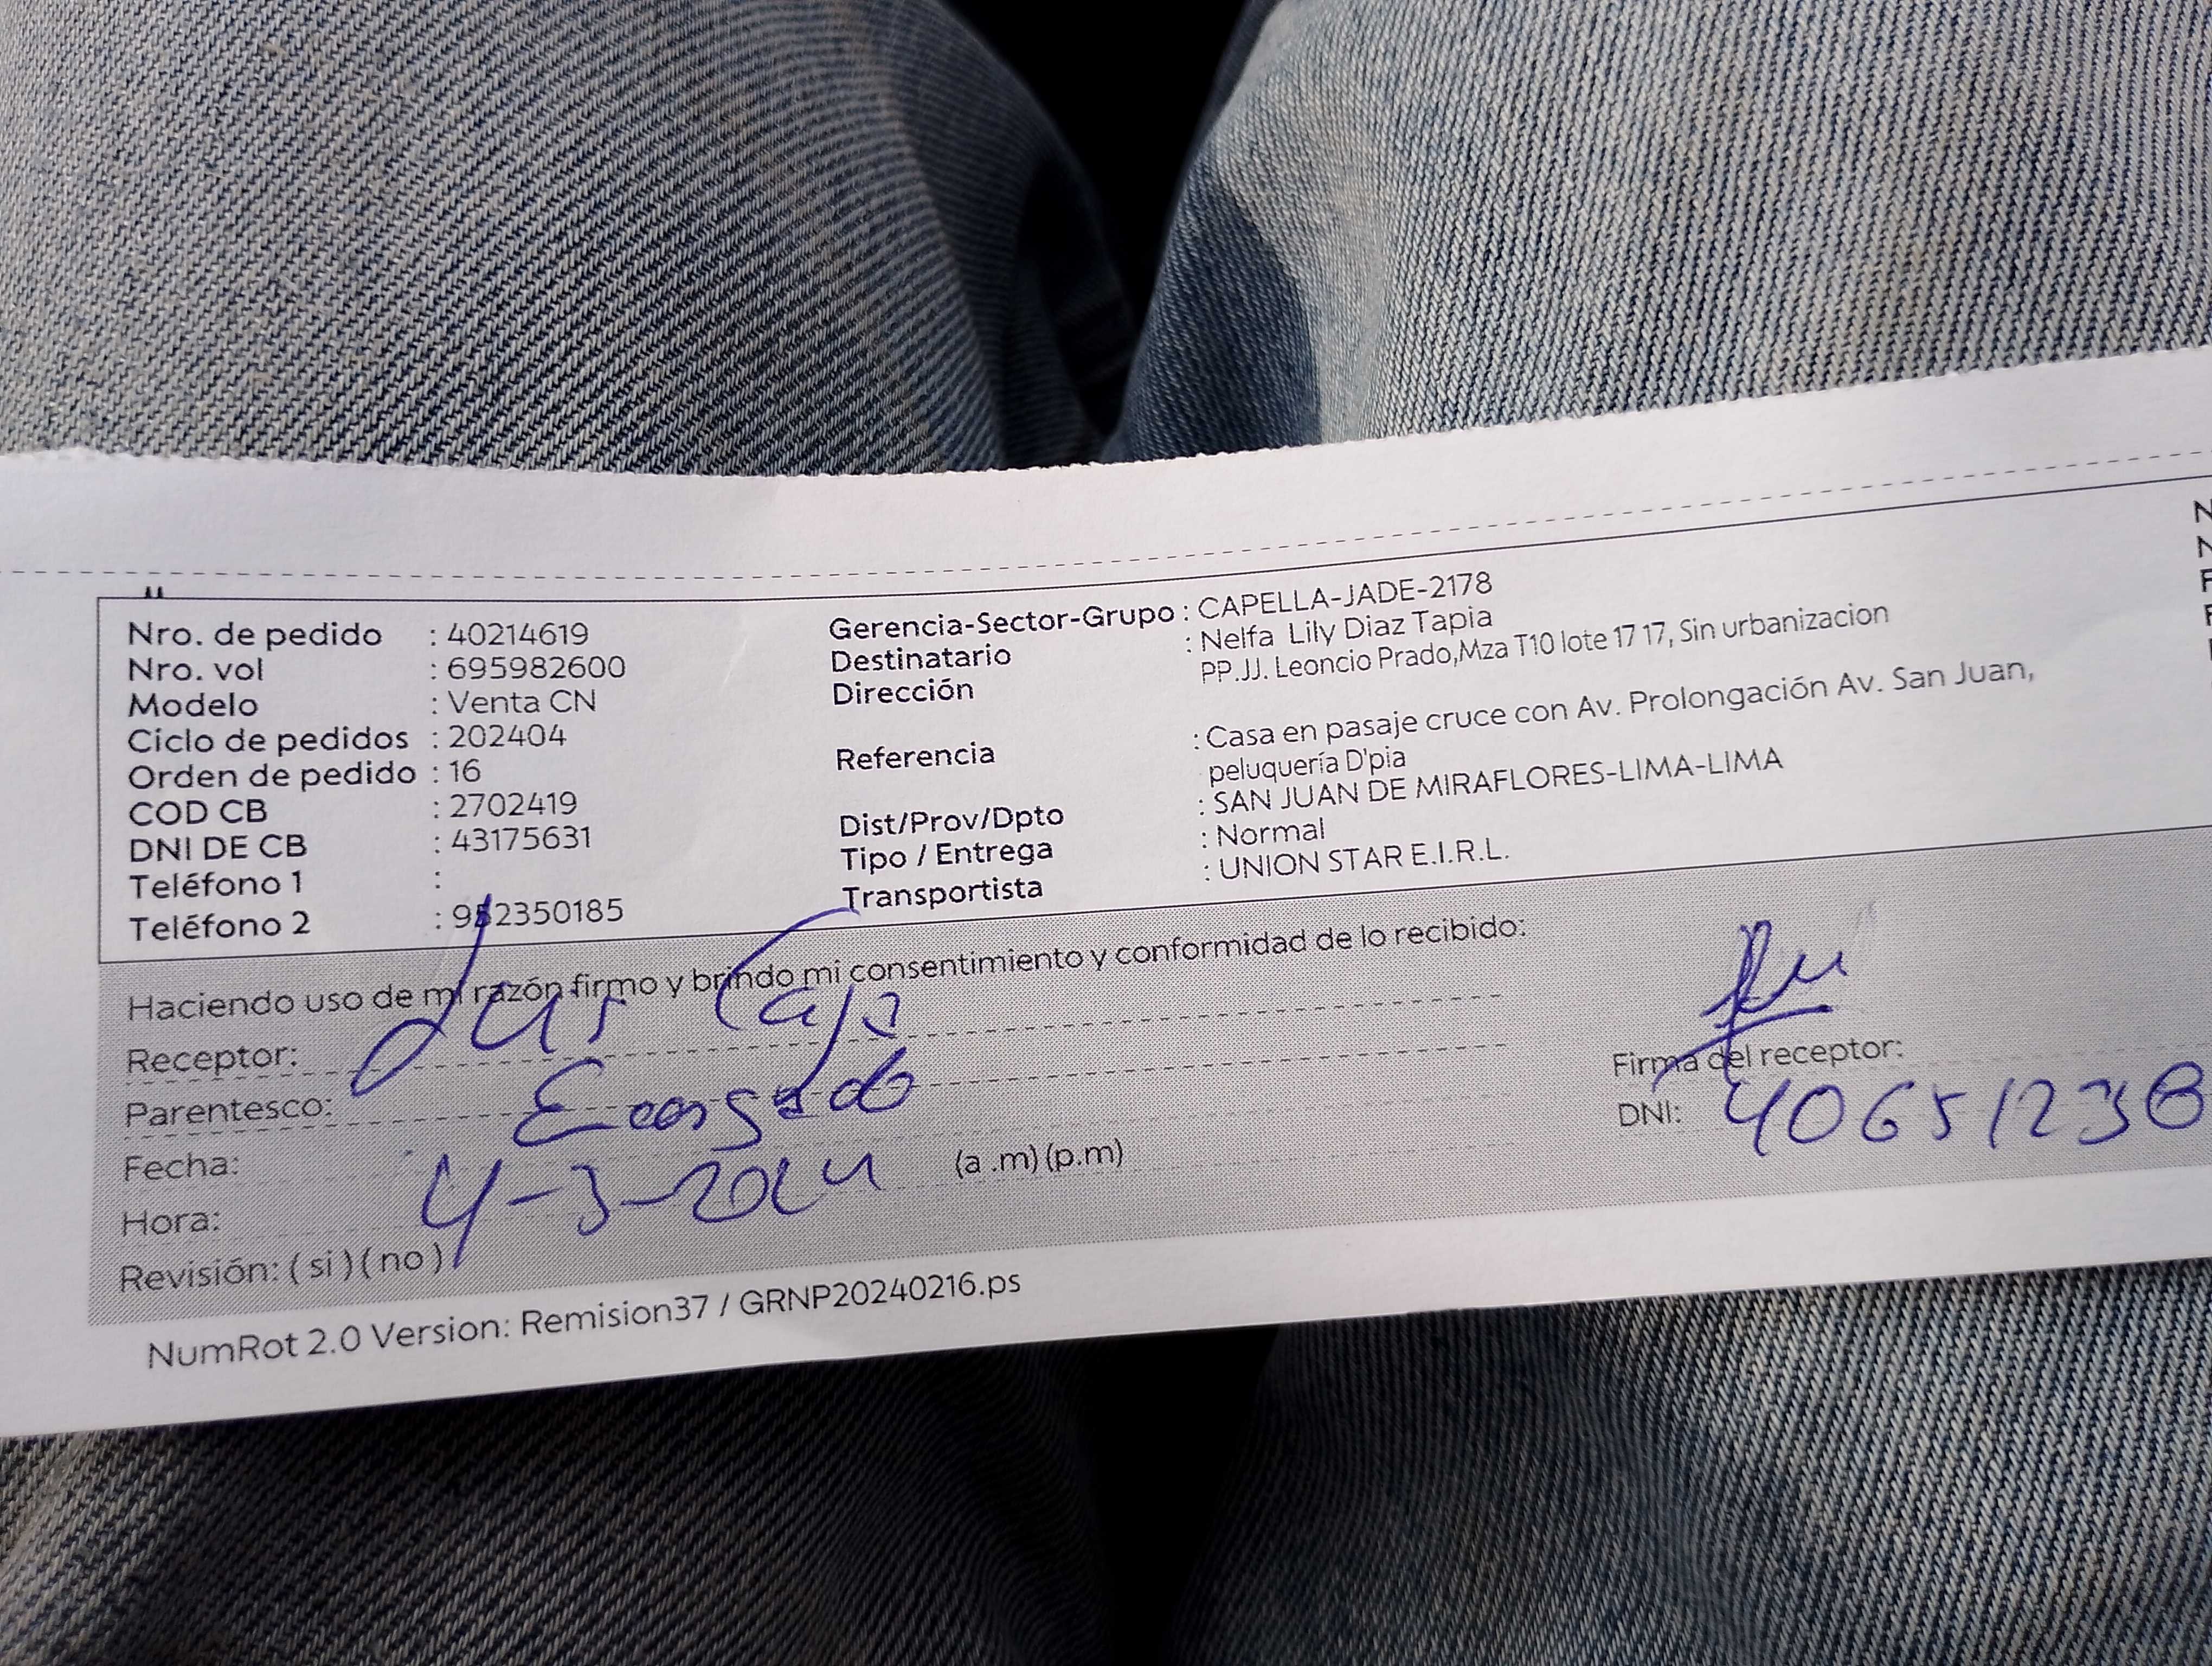 Nro. de pedido : 40214619
Nro. vol : 695982600
Modelo : Venta CN
Ciclo de pedidos : 202404
Orden de pedido : 16
COD CB : 2702419
DNI DE CB : 43175631
Teléfono 1 :
Teléfono 2 : 952350185
Gerencia-Sector-Grupo : CAPELLA-JADE-2178
Destinatario : Nelfa Lily Diaz Tapia
Dirección PP.JJ. Leoncio Prado,Mza T10 lote 17 17, Sin urbanizacion
Referencia : Casa en pasaje cruce con Av. Prolongación Av. San Juan,
peluquería D'pia
Dist/Prov/Dpto : SAN JUAN DE MIRAFLORES-LIMA-LIMA
Tipo / Entrega : Normal
Transportista : UNION STAR E.I.R.L.
Haciendo uso de mi razón firmo y brindo mi consentimiento y conformidad de lo recibido:
Receptor:
Parentesco:
Fecha: 4-3-2024 (a .m) (p.m)
Hora:
Revisión: ( si ) ( no )
Firma del receptor:
DNI: 40651238
NumRot 2.0 Version: Remision37 / GRNP20240216.ps